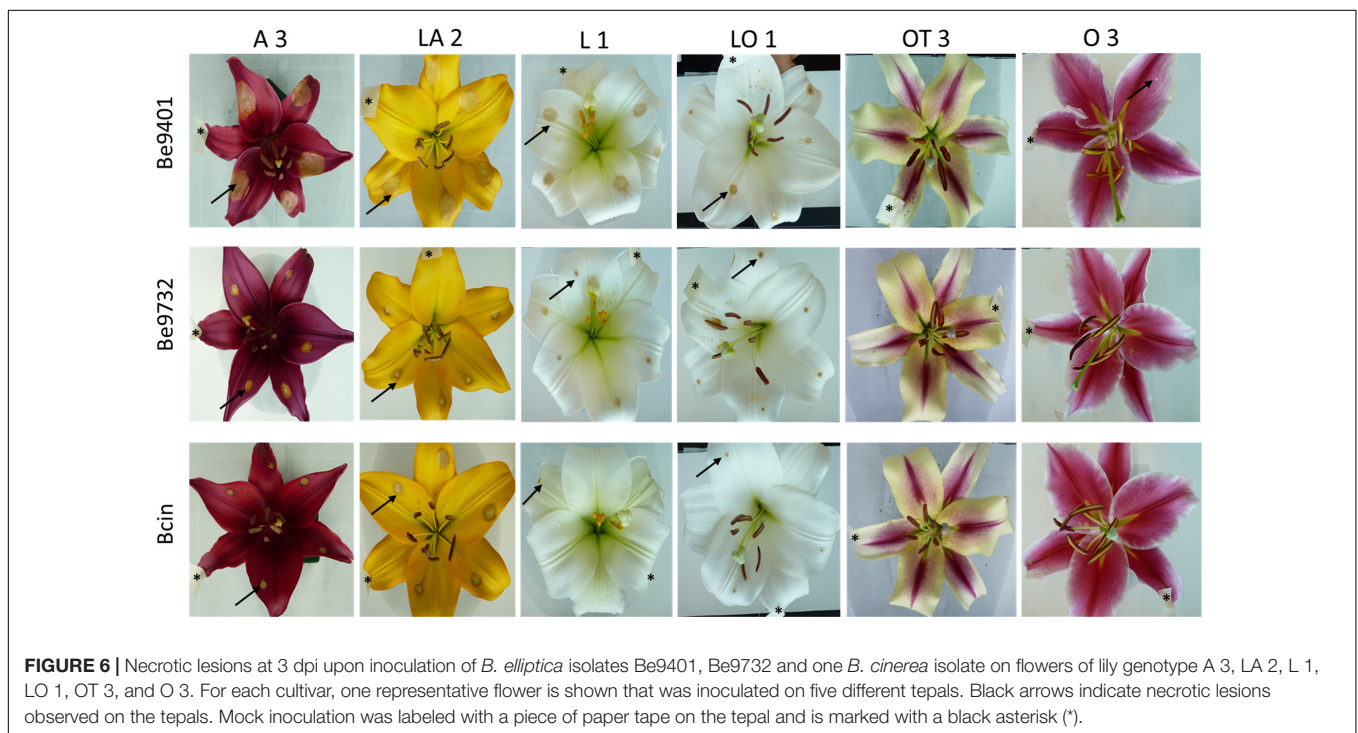 A 3 LA 2 L 1 LO 1 OT 3 O 3
Be9401
* * * * * *
Be9732
* * * * * *
Bcin
* * * * * *
FIGURE 6 | Necrotic lesions at 3 dpi upon inoculation of B. elliptica isolates Be9401, Be9732 and one B. cinerea isolate on flowers of lily genotype A 3, LA 2, L 1,
LO 1, OT 3, and O 3. For each cultivar, one representative flower is shown that was inoculated on five different tepals. Black arrows indicate necrotic lesions
observed on the tepals. Mock inoculation was labeled with a piece of paper tape on the tepal and is marked with a black asterisk (*).